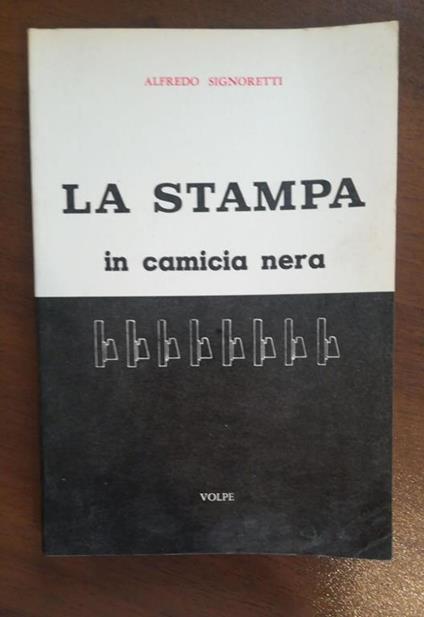 ALFREDO SIGNORETTI
LA STAMPA
in camicia nera
VOLPE